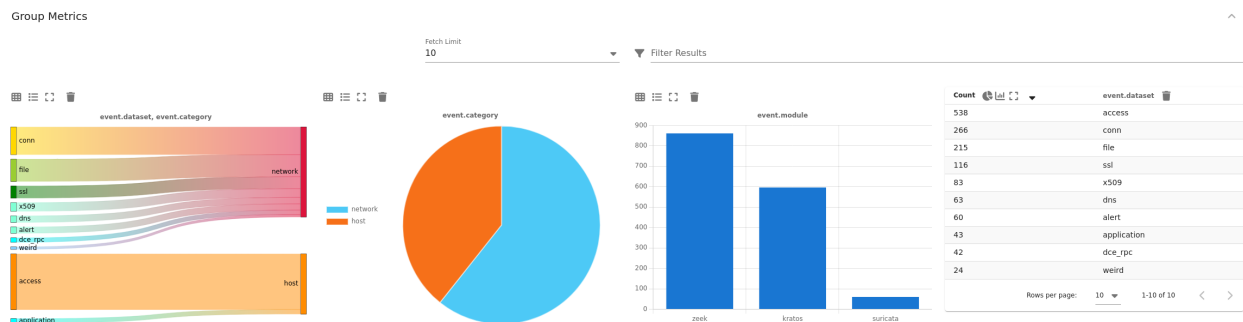 Group Metrics
Fetch Limit
10
Filter Results
event.dataset, event.category
conn
file
ssl
x509
dns
alert
dce_rpc
weird
access
application
network
host
event.category
network
host
event.module
900
800
700
600
500
400
300
200
100
0
zeek kratos suricata
Count event.dataset
538 access
266 conn
215 file
116 ssl
83 x509
63 dns
60 alert
43 application
42 dce_rpc
24 weird
Rows per page: 10 1-10 of 10